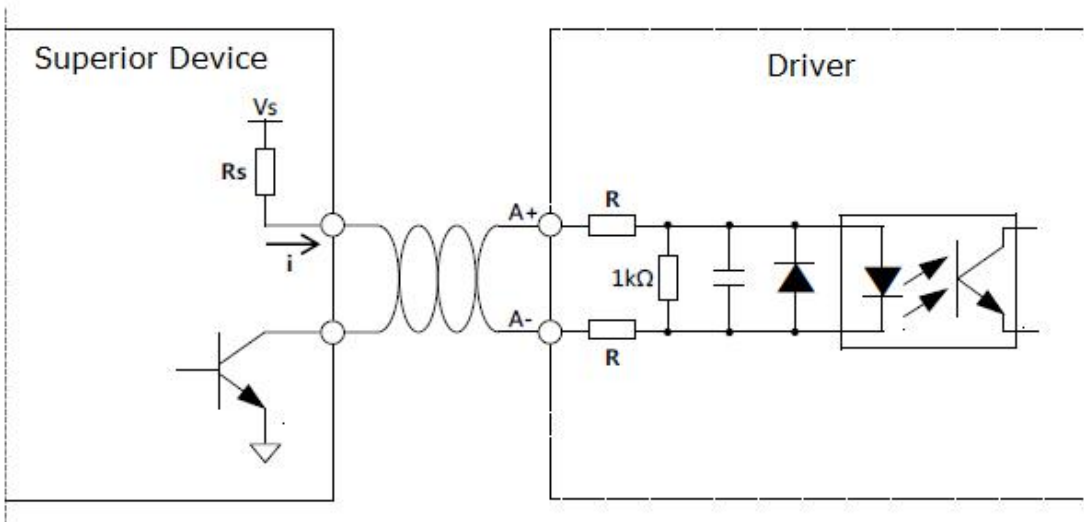 Superior Device
Driver
Vs
Rs
i
A+
R
1kΩ
A-
R